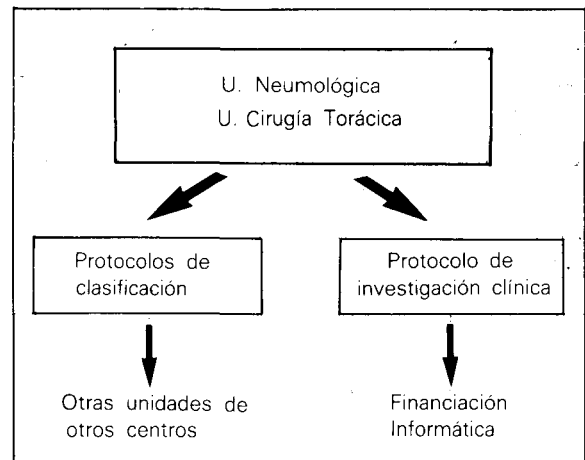 U. Neumológica
U. Cirugía Torácica
Protocolos de
clasificación
Protocolo de
investigación clínica
Otras unidades de
otros centros
Financiación
Informática